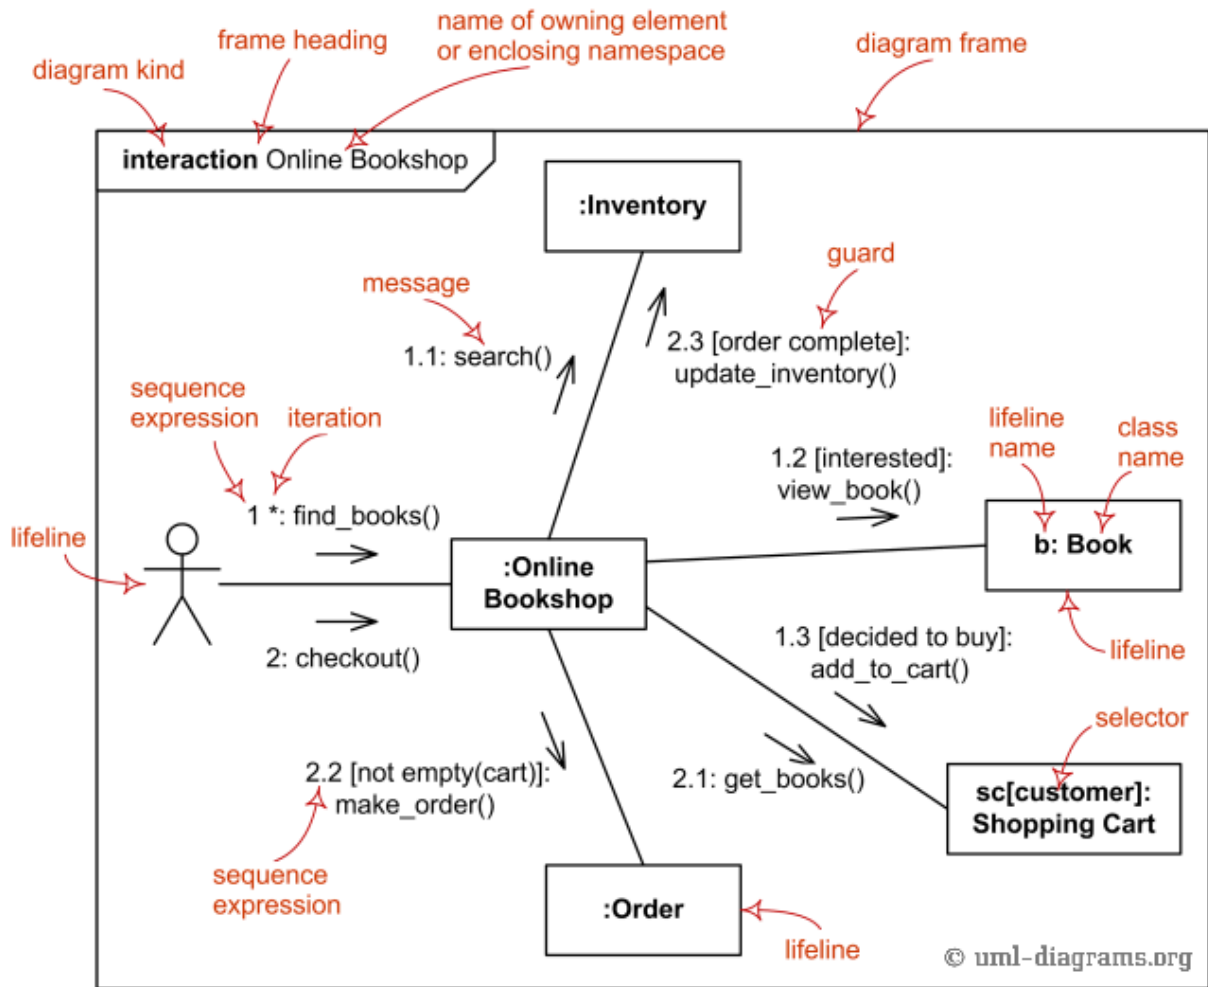 name of owning element
or enclosing namespace
frame heading
diagram frame
diagram kind
interaction Online Bookshop
:Inventory
guard
message
2.3 [order complete]:
update_inventory()
1.1: search()
sequence
expression
iteration
lifeline
name
class
name
1.2 [interested]:
view_book()
1 *: find_books()
lifeline
b: Book
:Online
Bookshop
2: checkout()
1.3 [decided to buy]:
add_to_cart()
lifeline
selector
2.2 [not empty(cart)]:
make_order()
2.1: get_books()
sc[customer]:
Shopping Cart
sequence
expression
:Order
lifeline
© uml-diagrams.org